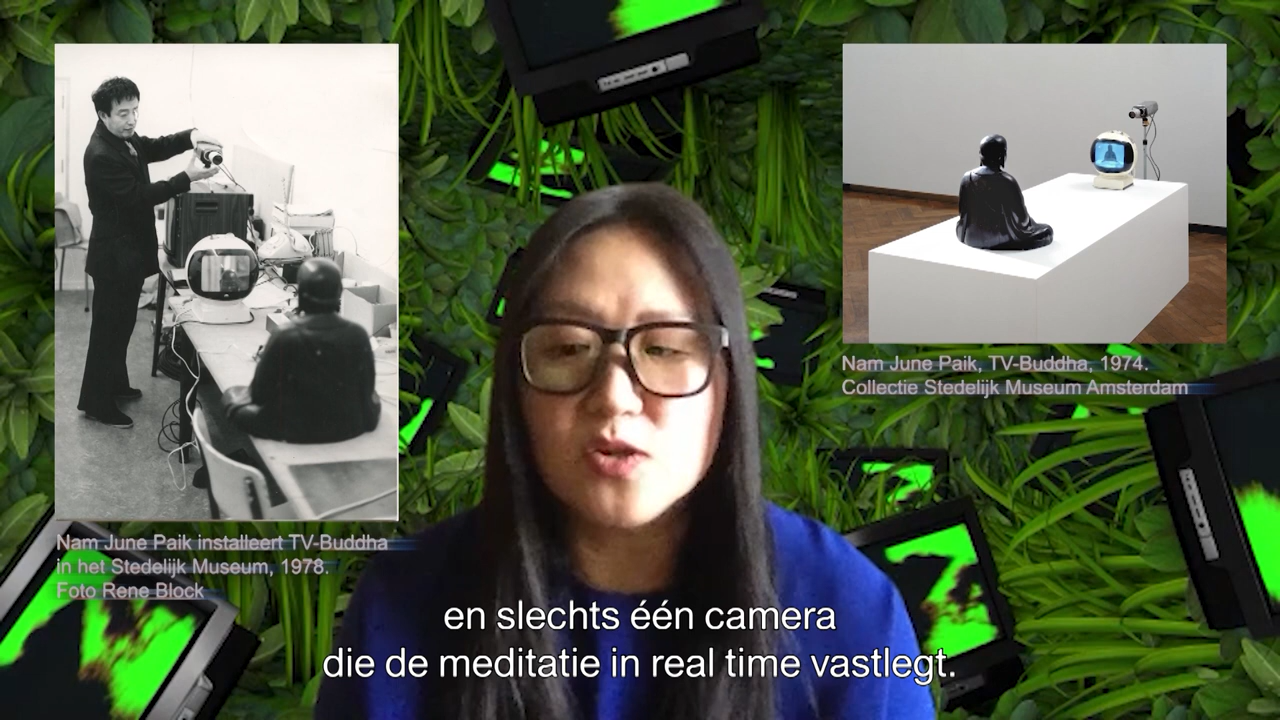 Nam June Paik, TV-Buddha, 1974.
Collectie Stedelijk Museum Amsterdam
Nam June Paik installeert TV-Buddha
in het Stedelijk Museum, 1978.
Foto Rene Block
en slechts één camera
die de meditatie in real time vastlegt.